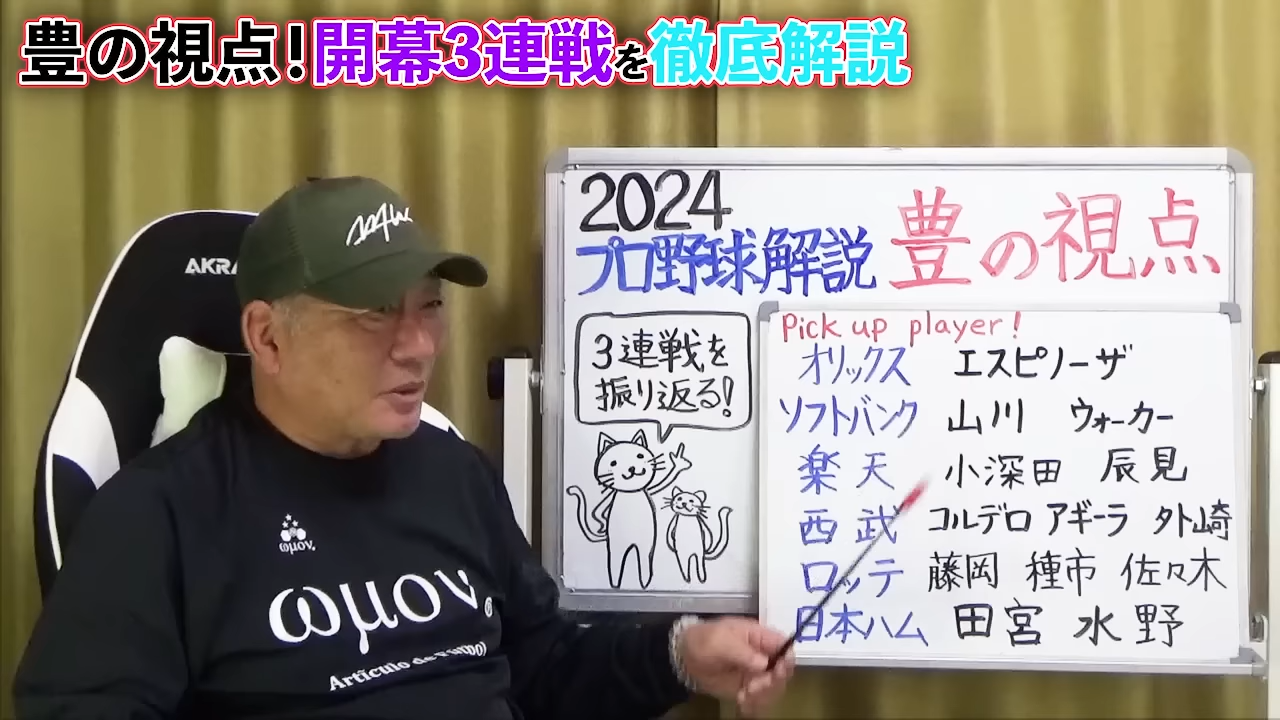 豊の視点!開幕3連戦を徹底解説
2024
プロ野球解説 豊の視点
3連戦を
振り返る!
Pick up player!
オリックス エスピノーザ
ソフトバンク 山川 ウォーカー
楽天 小深田 辰見
西武 コルデロ アギーラ 外崎
ロッテ 藤岡 種市 佐々木
日本ハム 田宮 水野
ωμον.
ωμον.
Artículo de